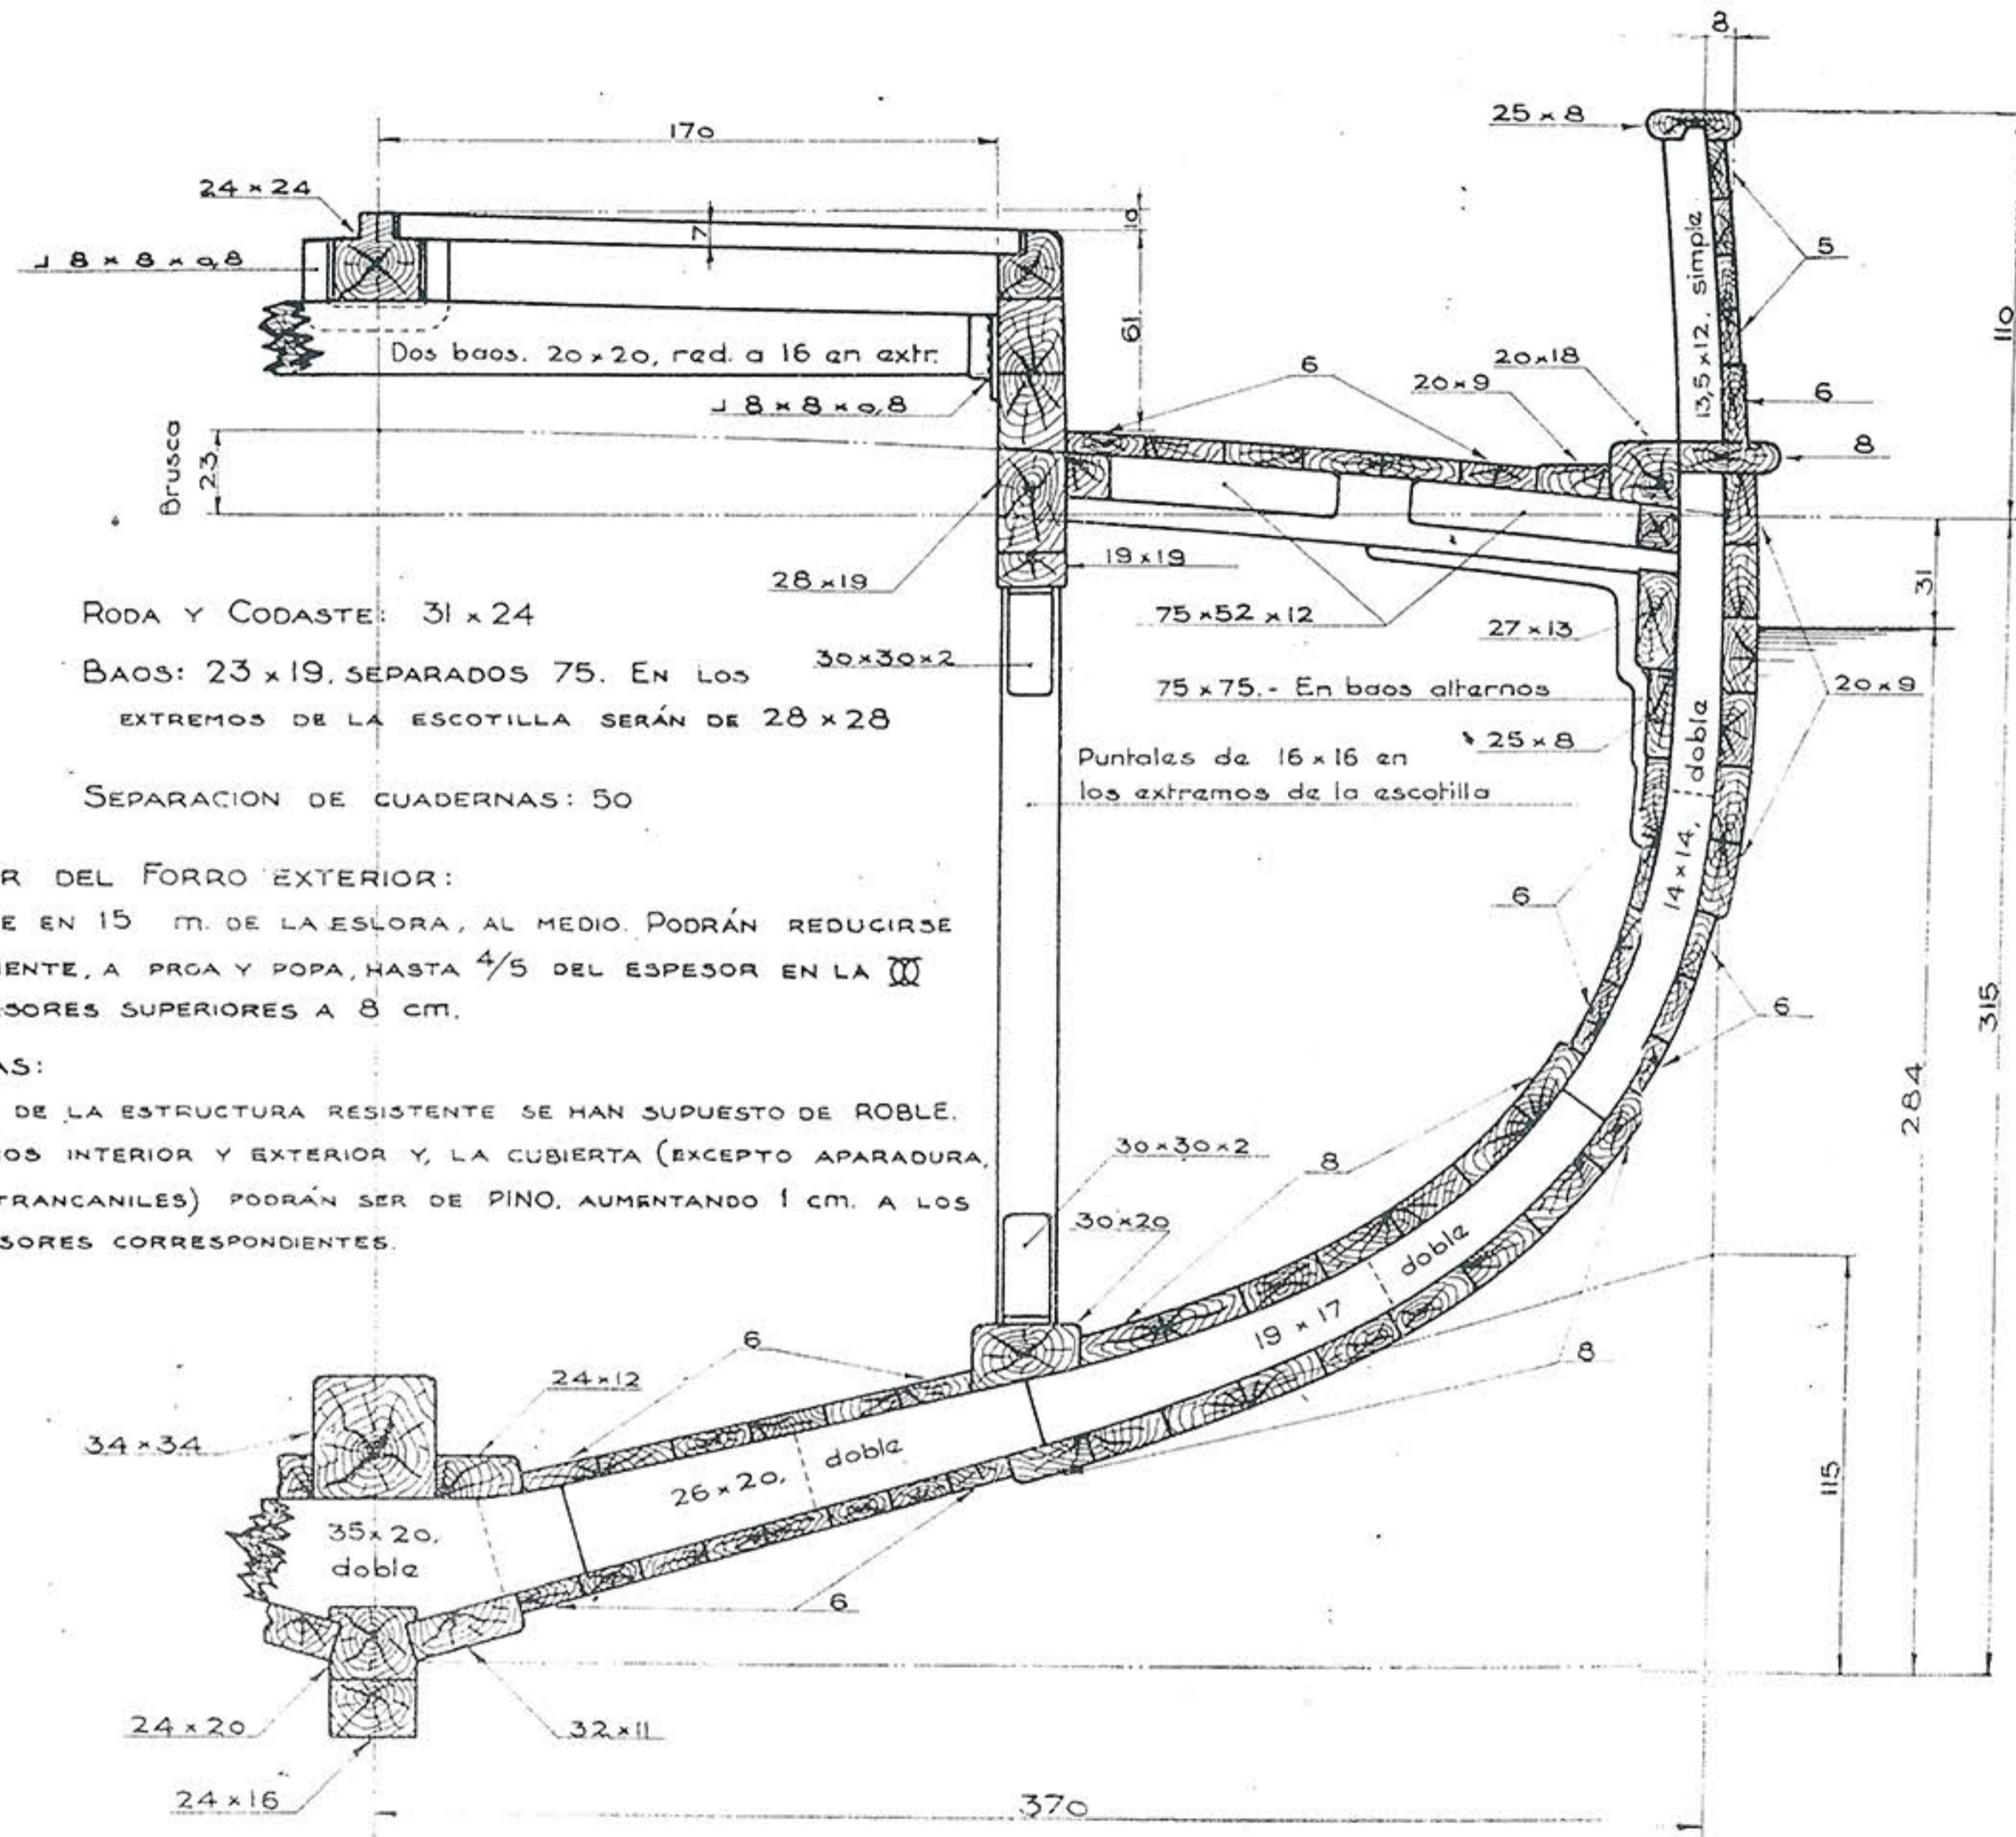 8
25 × 8
170
24 × 24
10
7
⅃ 8 × 8 × 0,8
5
13,5 × 12. simple
61
110
Dos baos. 20 × 20, red. a 16 en extr.
6
20×18
20×9
6
⅃ 8 × 8 × 0,8
Brusca
23
8
19×19
28×19
31
RODA Y CODASTE: 31 × 24
75×52×12
27×13
30×30×2
BAOS: 23 × 19. SEPARADOS 75. EN LOS
75 × 75.- En baos alternos
20×9
EXTREMOS DE LA ESCOTILLA SERÁN DE 28 × 28
25×8
Puntales de 16 × 16 en
los extremos de la escotilla
SEPARACION DE CUADERNAS: 50
14 × 14, doble
R DEL FORRO EXTERIOR:
6
E EN 15 m. DE LA ESLORA, AL MEDIO. PODRÁN REDUCIRSE
MENTE, A PROA Y POPA, HASTA 4/5 DEL ESPESOR EN LA
SORES SUPERIORES A 8 cm.
6
315
284
AS:
DE LA ESTRUCTURA RESISTENTE SE HAN SUPUESTO DE ROBLE.
OS INTERIOR Y EXTERIOR Y, LA CUBIERTA (EXCEPTO APARADURA,
TRANCANILES) PODRÁN SER DE PINO. AUMENTANDO 1 cm. A LOS
SORES CORRESPONDIENTES.
30×30×2
8
30×20
19 × 17 doble
6
8
24×12
34×34
26 × 20, doble
115
35×20,
doble
6
24×20
32×11
24 × 16
370